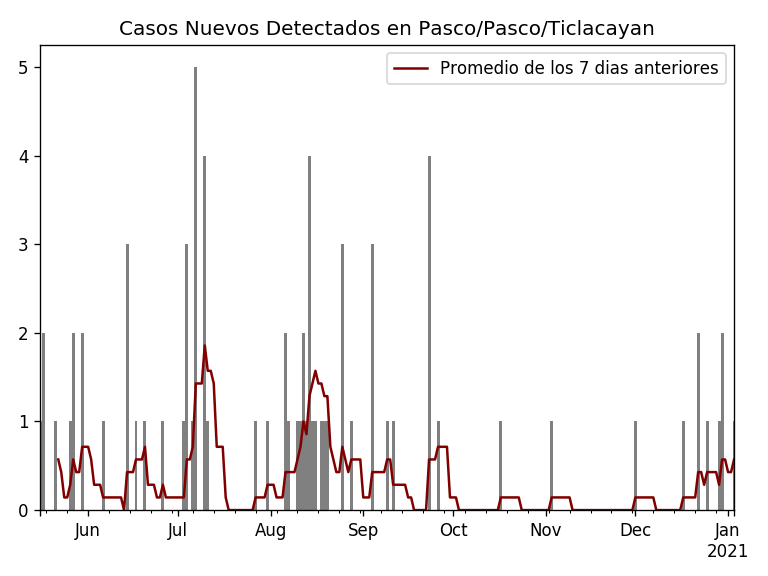 Casos Nuevos Detectados en Pasco/Pasco/Ticlacayan
Promedio de los 7 dias anteriores
5
4
3
2
1
0
Jun Jul Aug Sep Oct Nov Dec Jan
2021